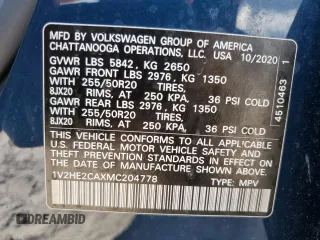 MFD BY VOLKSWAGEN GROUP OF AMERICA
CHATTANOOGA OPERATIONS, LLC. USA 10/2020
GVWR LBS 5842, KG 2650
GAWR FRONT LBS 2976, KG 1350
255/50R20 TIRES,
8JX20 RIMS, AT 250 KPA, 36 PSI COLD
GAWR REAR LBS 2976, KG 1350
255/50R20 TIRES,
8JX20 RIMS, AT 250 KPA, 36 PSI COLD
THIS VEHICLE CONFORMS TO ALL APPLICABLE
U.S. FEDERAL MOTOR VEHICLE SAFETY, BUMPER, AND
THEFT PREVENTION STANDARDS IN EFFECT ON
THE DATE OF MANUFACTURE SHOWN ABOVE.
1V2HE2CAXMC204778 TYPE: MPV
4510463 1
DREAMBID